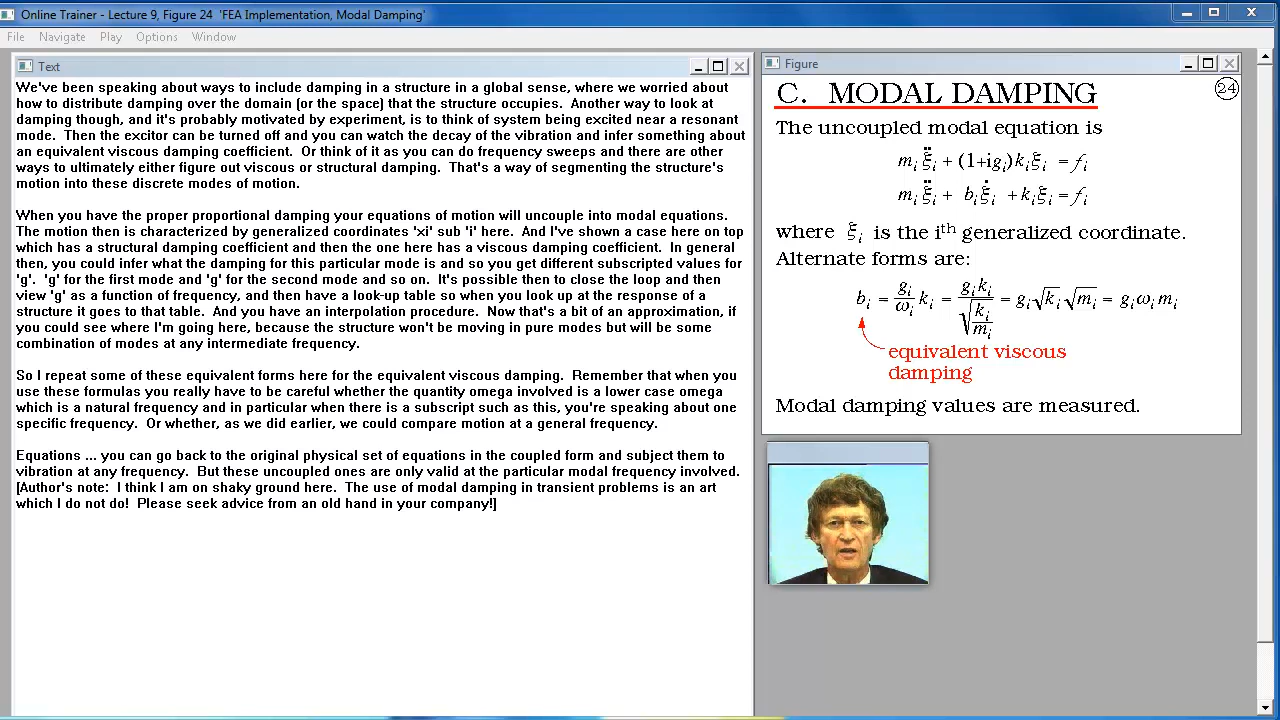 Online Trainer - Lecture 9, Figure 24 'FEA Implementation, Modal Damping'
File Navigate Play Options Window
Text
We've been speaking about ways to include damping in a structure in a global sense, where we worried about
how to distribute damping over the domain (or the space) that the structure occupies. Another way to look at
damping though, and it's probably motivated by experiment, is to think of system being excited near a resonant
mode. Then the excitor can be turned off and you can watch the decay of the vibration and infer something about
an equivalent viscous damping coefficient. Or think of it as you can do frequency sweeps and there are other
ways to ultimately either figure out viscous or structural damping. That's a way of segmenting the structure's
motion into these discrete modes of motion.
When you have the proper proportional damping your equations of motion will uncouple into modal equations.
The motion then is characterized by generalized coordinates 'xi' sub 'i' here. And I've shown a case here on top
which has a structural damping coefficient and then the one here has a viscous damping coefficient. In general
then, you could infer what the damping for this particular mode is and so you get different subscripted values for
'g'. 'g' for the first mode and 'g' for the second mode and so on. It's possible then to close the loop and then
view 'g' as a function of frequency, and then have a look-up table so when you look up at the response of a
structure it goes to that table. And you have an interpolation procedure. Now that's a bit of an approximation, if
you could see where I'm going here, because the structure won't be moving in pure modes but will be some
combination of modes at any intermediate frequency.
So I repeat some of these equivalent forms here for the equivalent viscous damping. Remember that when you
use these formulas you really have to be careful whether the quantity omega involved is a lower case omega
which is a natural frequency and in particular when there is a subscript such as this, you're speaking about one
specific frequency. Or whether, as we did earlier, we could compare motion at a general frequency.
Equations ... you can go back to the original physical set of equations in the coupled form and subject them to
vibration at any frequency. But these uncoupled ones are only valid at the particular modal frequency involved.
[Author's note: I think I am on shaky ground here. The use of modal damping in transient problems is an art
which I do not do! Please seek advice from an old hand in your company!]
Figure
C. MODAL DAMPING
24
The uncoupled modal equation is
mᵢ ξ̈ᵢ + (1+igᵢ)kᵢξᵢ = fᵢ
mᵢ ξ̈ᵢ + bᵢ ξ̇ᵢ + kᵢξᵢ = fᵢ
where ξᵢ is the iᵗʰ generalized coordinate.
Alternate forms are:
bᵢ = gᵢ/ωᵢ kᵢ = gᵢkᵢ/√(kᵢ/mᵢ) = gᵢ√kᵢ√mᵢ = gᵢωᵢmᵢ
equivalent viscous
damping
Modal damping values are measured.